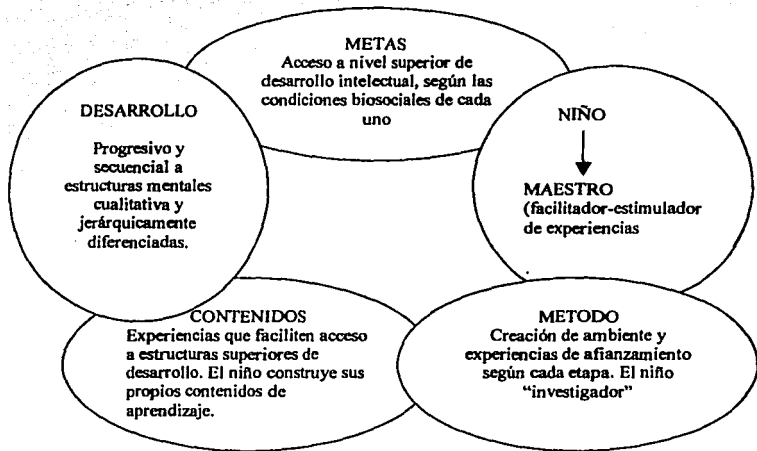 METAS
Acceso a nivel superior de
desarrollo intelectual, según las
condiciones biosociales de cada
uno
DESARROLLO
Progresivo y
secuencial a
estructuras mentales
cualitativa y
jerárquicamente
diferenciadas.
NIÑO
MAESTRO
(facilitador-estimulador
de experiencias
CONTENIDOS
Experiencias que faciliten acceso
a estructuras superiores de
desarrollo. El niño construye sus
propios contenidos de
aprendizaje.
METODO
Creación de ambiente y
experiencias de afianzamiento
según cada etapa. El niño
“investigador”